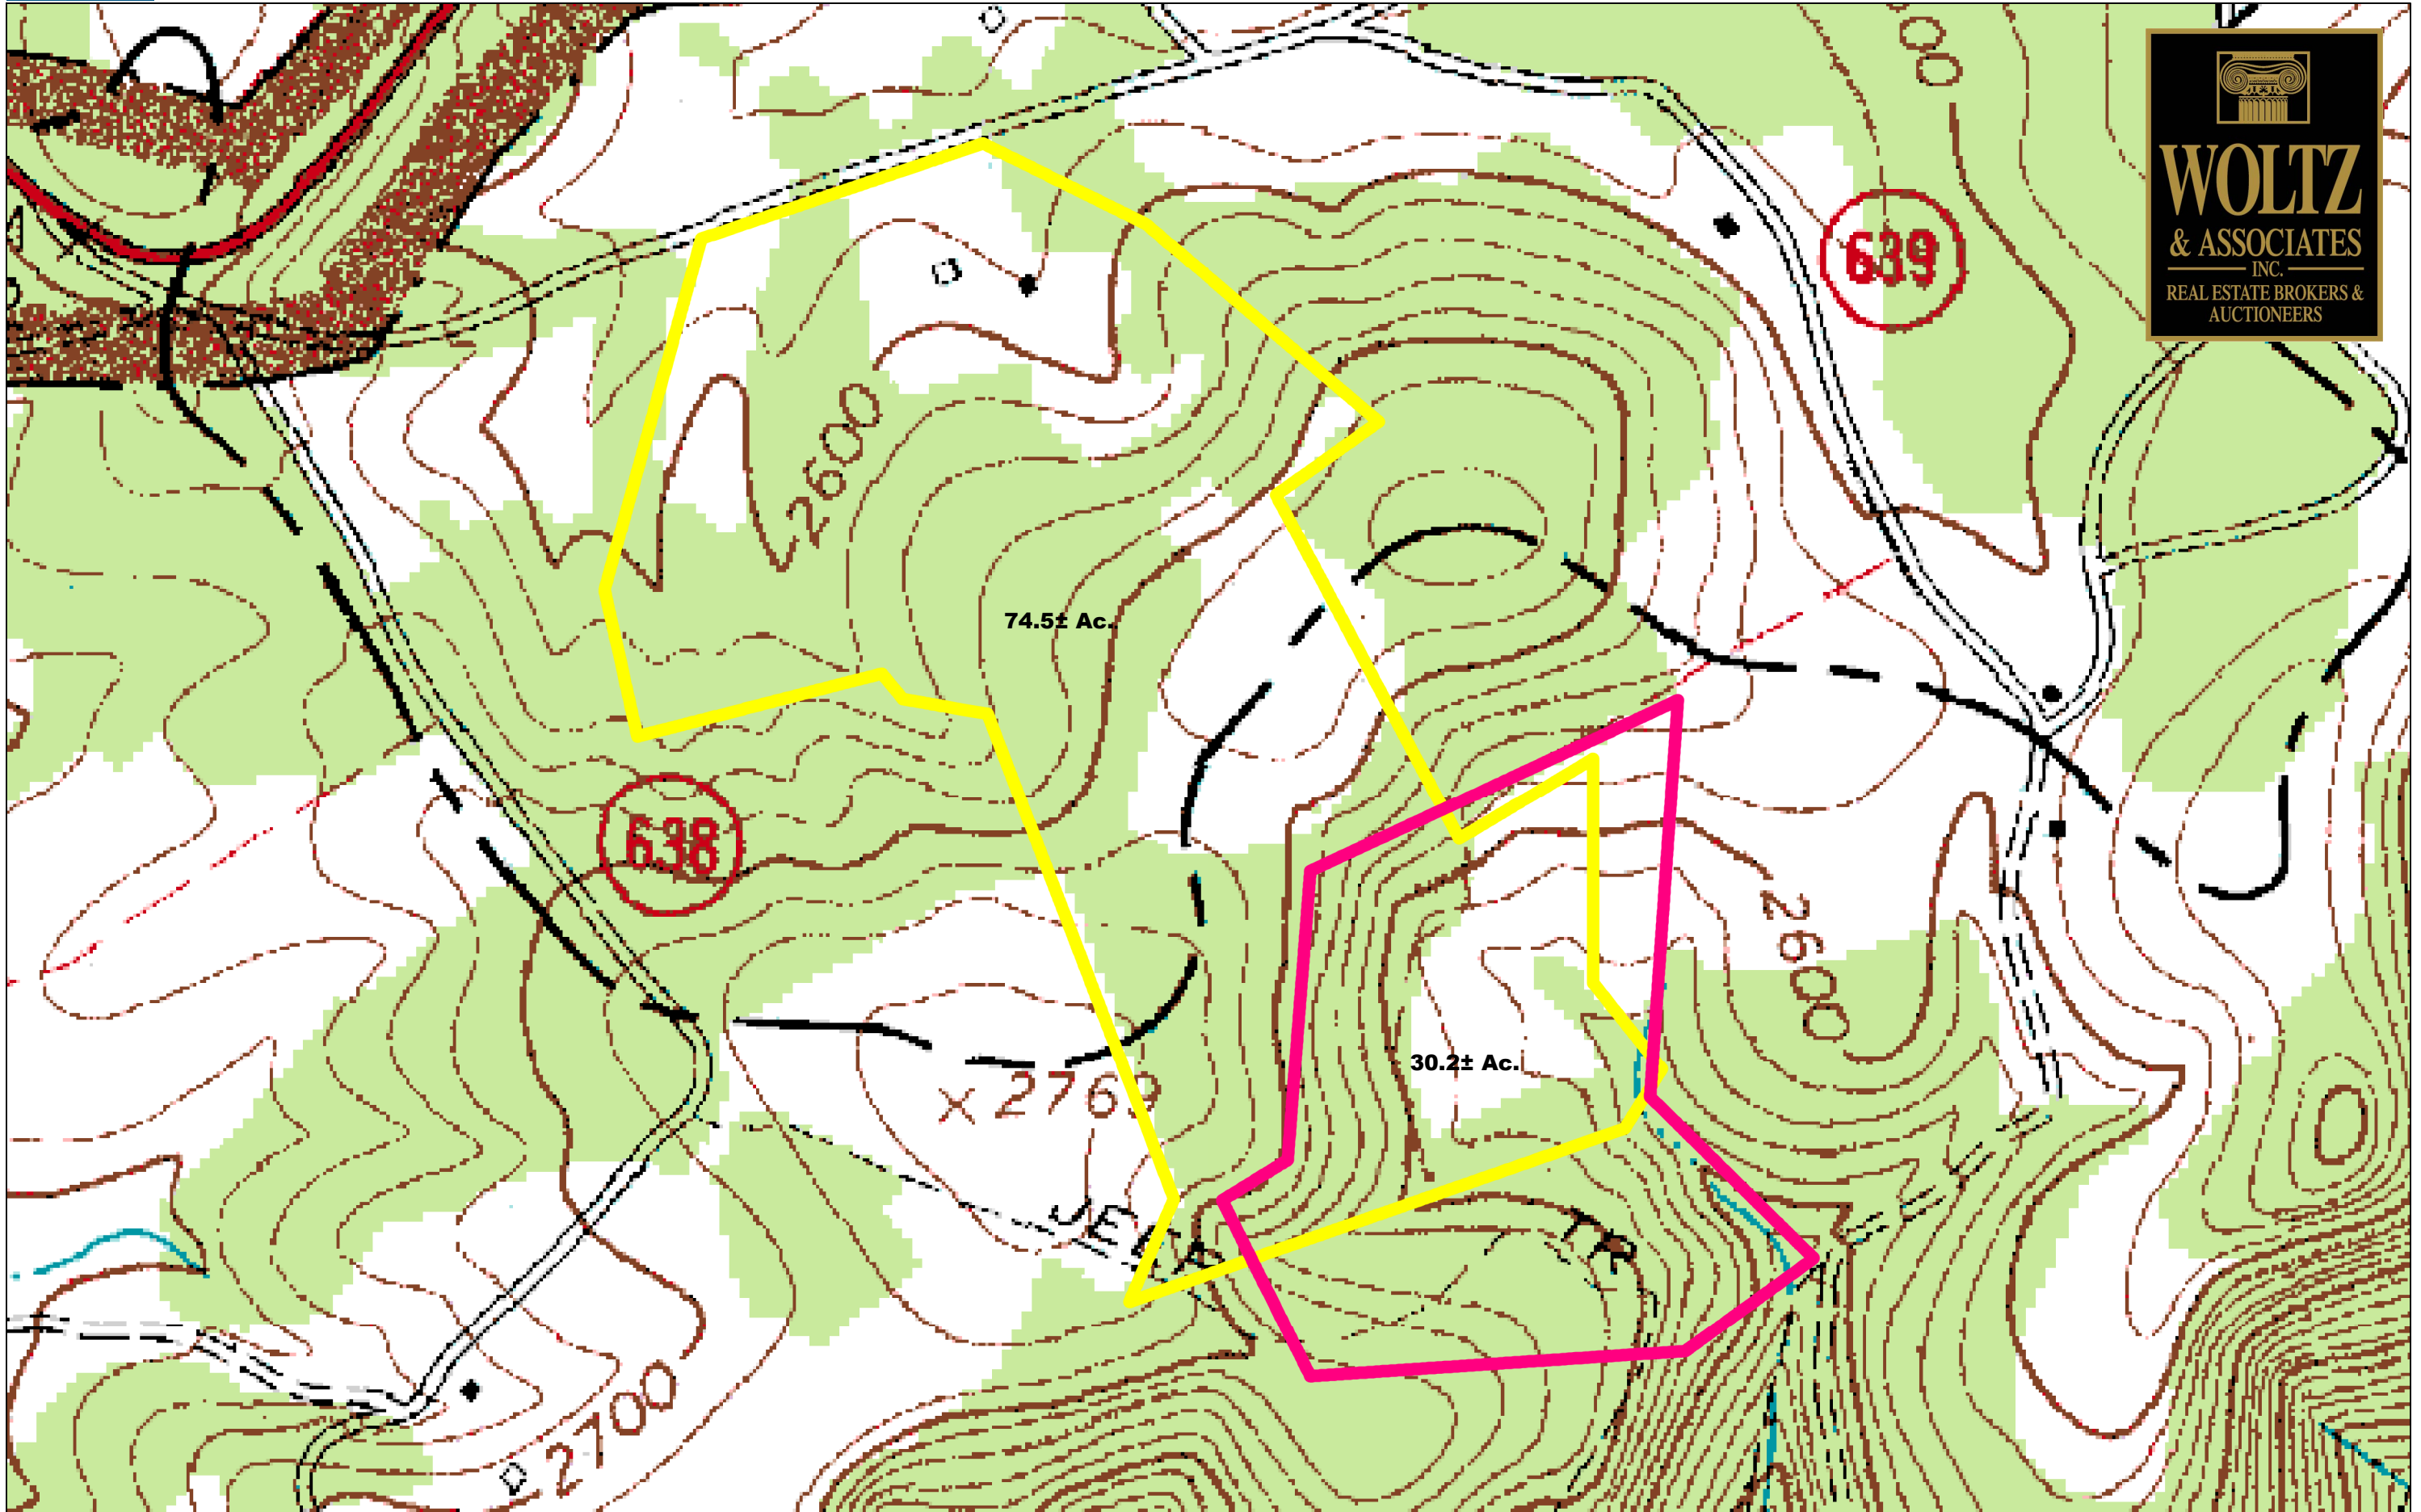 00
WOLTZ
& ASSOCIATES
INC.
REAL ESTATE BROKERS &
AUCTIONEERS
639
2600
74.5± Ac.
638
2600
30.2± Ac.
x 2769
TR
2700